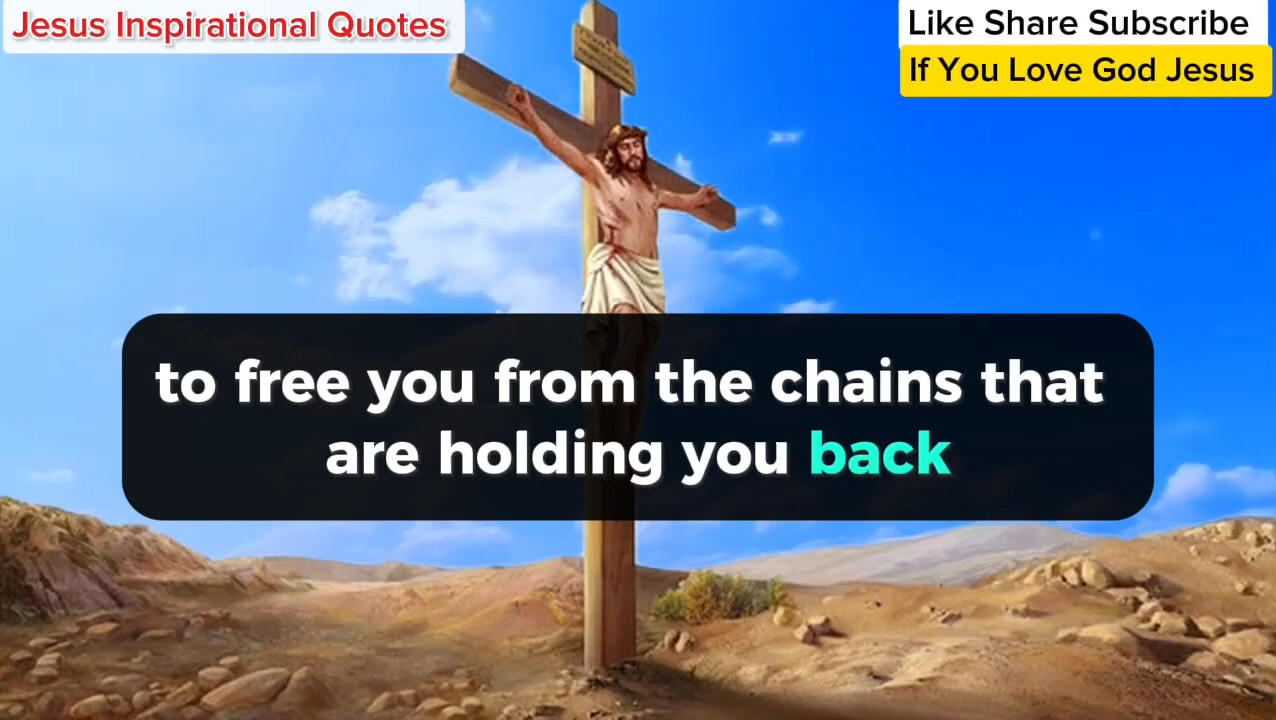 Jesus Inspirational Quotes
Like Share Subscribe
If You Love God Jesus
to free you from the chains that
are holding you back